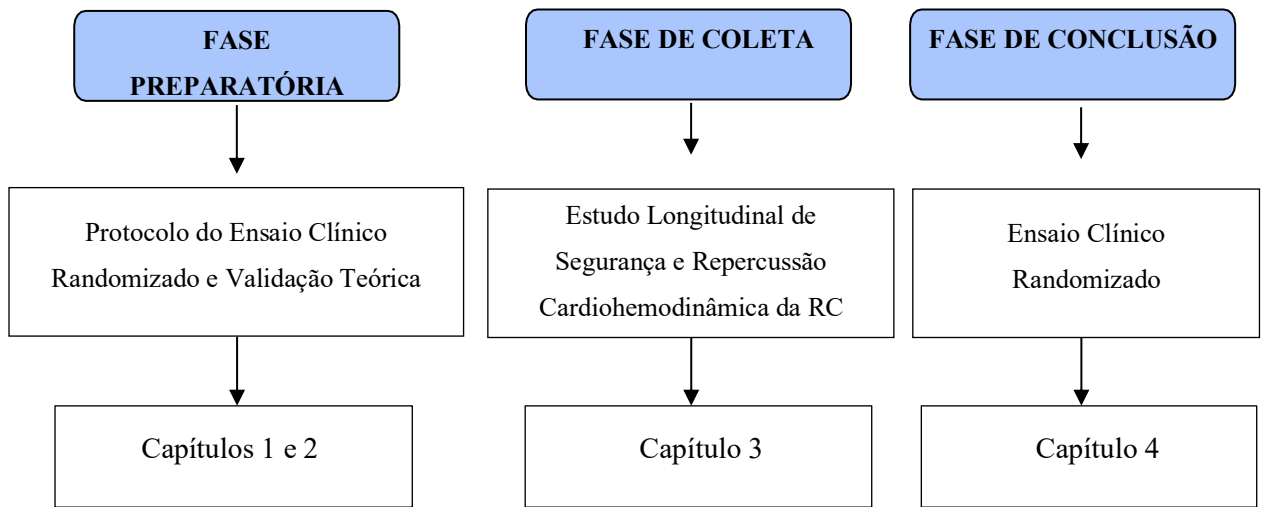 FASE
PREPARATÓRIA
FASE DE COLETA
FASE DE CONCLUSÃO
Protocolo do Ensaio Clínico
Randomizado e Validação Teórica
Estudo Longitudinal de
Segurança e Repercussão
Cardiohemodinâmica da RC
Ensaio Clínico
Randomizado
Capítulos 1 e 2
Capítulo 3
Capítulo 4